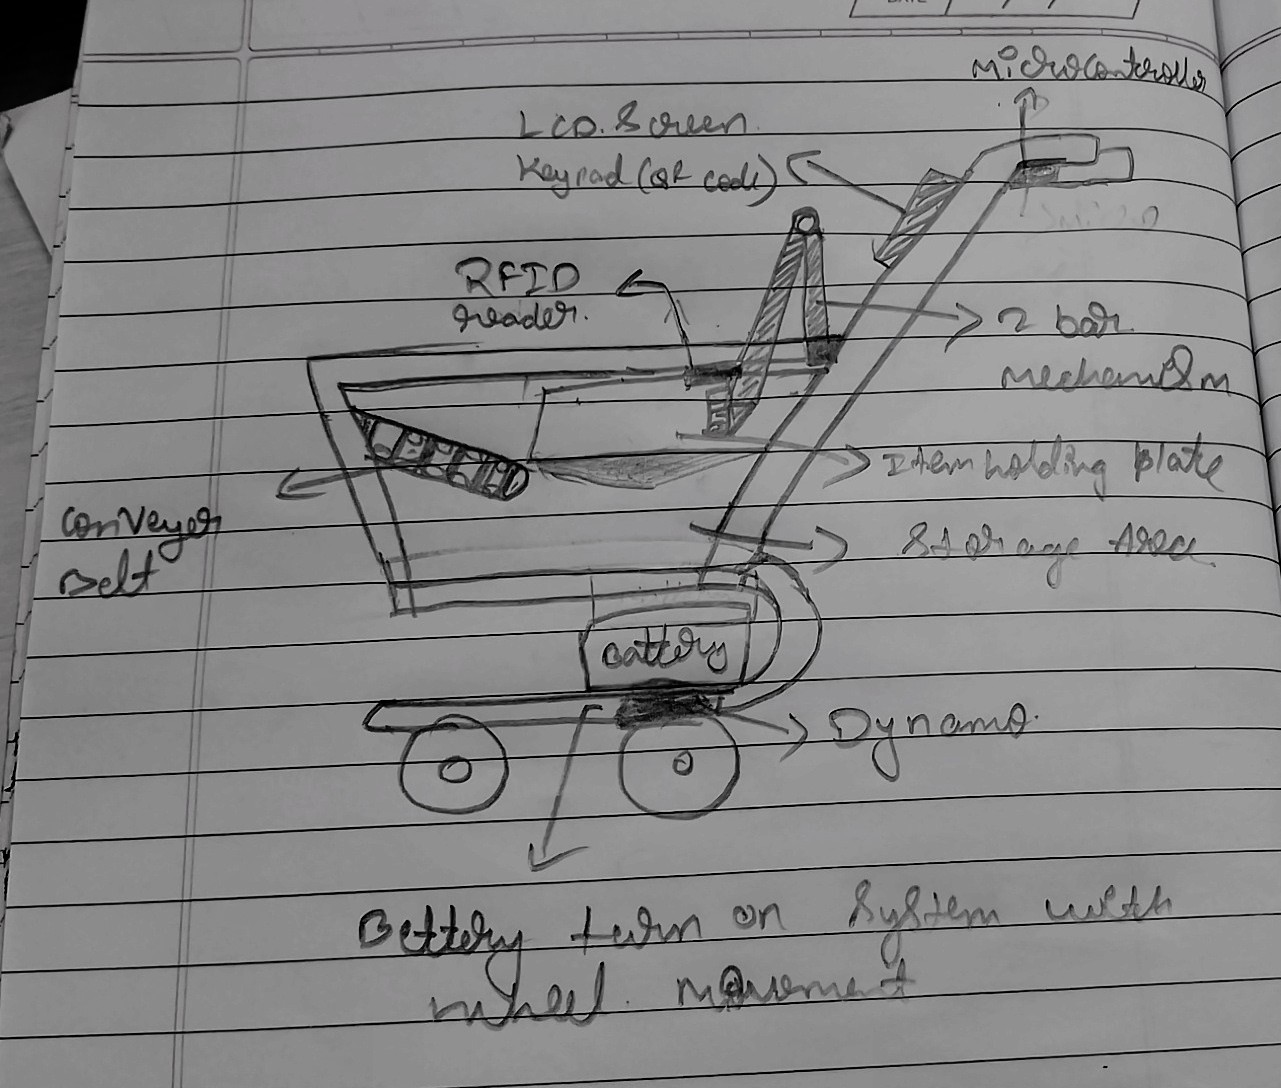 DATE
Microcontroller
LCD. Screen.
Keypad (QR code)
RFID
reader.
2 bar
mechanism
Item holding plate
Conveyer
Belt
Storage Area
Battery
Dynamo.
Bettery turn on system with
wheel. movement